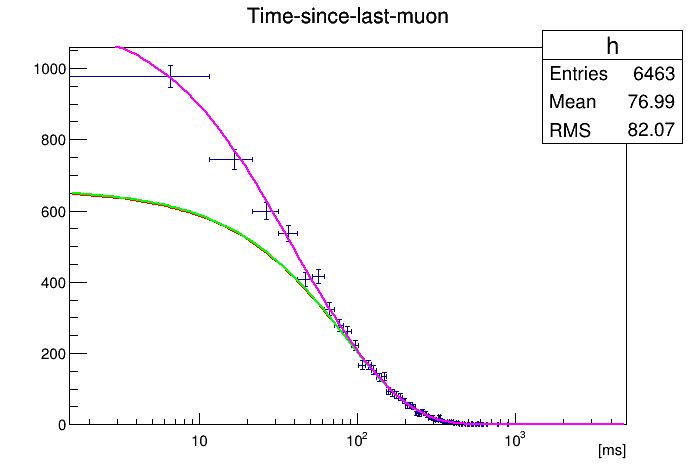 Time-since-last-muon
h
Entries 6463
Mean 76.99
RMS 82.07
1000
800
600
400
200
0
10
10²
10³
[ms]